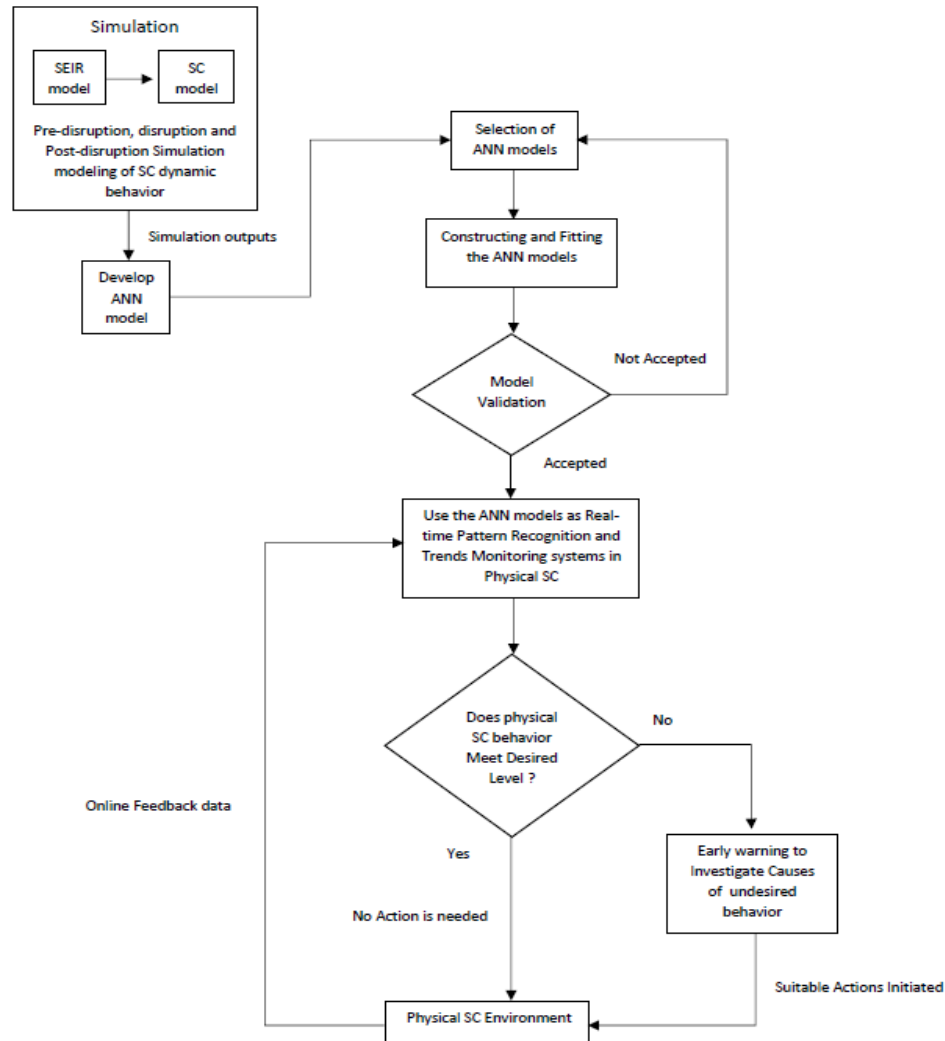 Simulation
SEIR
model
SC
model
Pre-disruption, disruption and
Post-disruption Simulation
modeling of SC dynamic
behavior
Simulation outputs
Develop
ANN
model
Selection of
ANN models
Constructing and Fitting
the ANN models
Model
Validation
Not Accepted
Accepted
Use the ANN models as Real-
time Pattern Recognition and
Trends Monitoring systems in
Physical SC
Does physical
SC behavior
Meet Desired
Level ?
No
Online Feedback data
Yes
No Action is needed
Early warning to
Investigate Causes
of undesired
behavior
Suitable Actions Initiated
Physical SC Environment